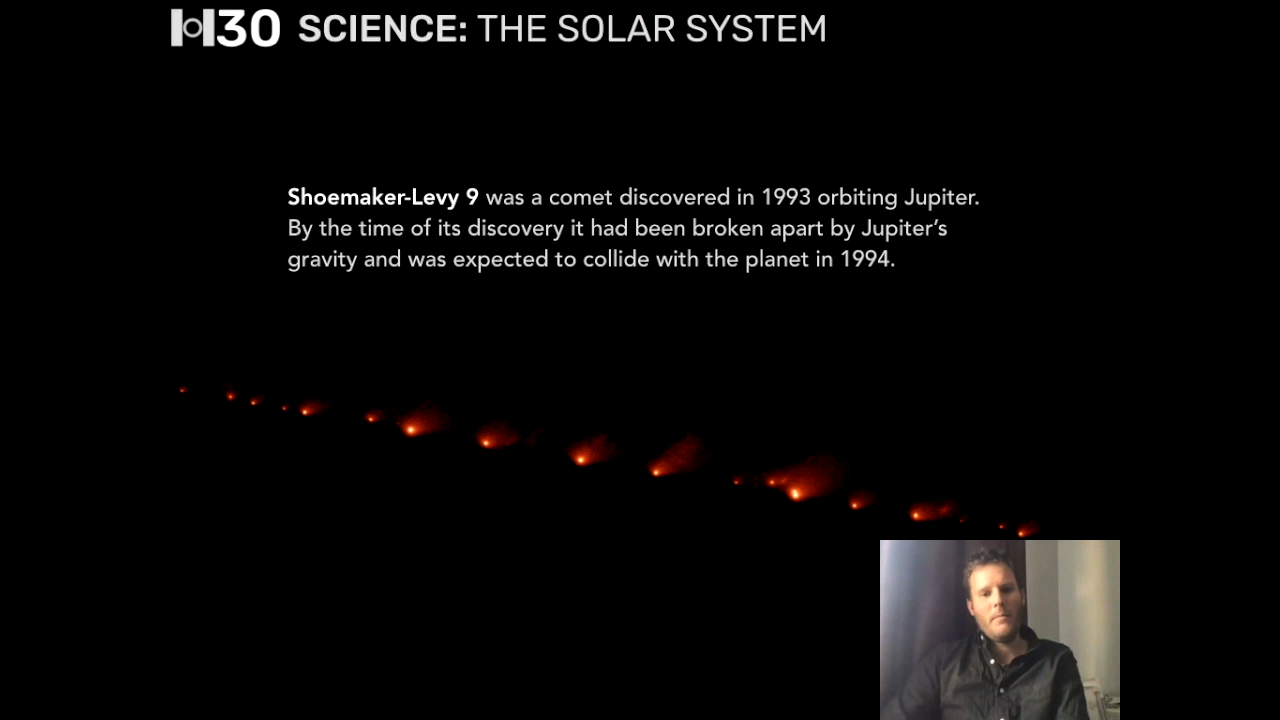 H30 SCIENCE: THE SOLAR SYSTEM
Shoemaker-Levy 9 was a comet discovered in 1993 orbiting Jupiter.
By the time of its discovery it had been broken apart by Jupiter’s
gravity and was expected to collide with the planet in 1994.